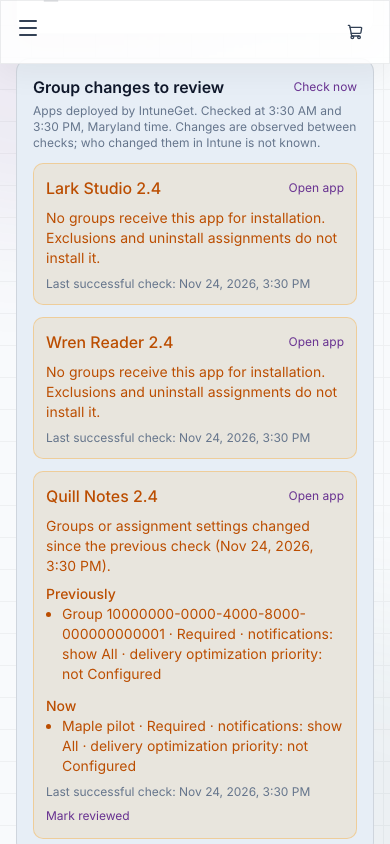 Group changes to review
Check now
Apps deployed by IntuneGet. Checked at 3:30 AM and
3:30 PM, Maryland time. Changes are observed between
checks; who changed them in Intune is not known.
Lark Studio 2.4
Open app
No groups receive this app for installation.
Exclusions and uninstall assignments do not
install it.
Last successful check: Nov 24, 2026, 3:30 PM
Wren Reader 2.4
Open app
No groups receive this app for installation.
Exclusions and uninstall assignments do not
install it.
Last successful check: Nov 24, 2026, 3:30 PM
Quill Notes 2.4
Open app
Groups or assignment settings changed
since the previous check (Nov 24, 2026,
3:30 PM).
Previously
• Group 10000000-0000-4000-8000-
000000000001 · Required · notifications:
show All · delivery optimization priority:
not Configured
Now
• Maple pilot · Required · notifications: show
All · delivery optimization priority: not
Configured
Last successful check: Nov 24, 2026, 3:30 PM
Mark reviewed